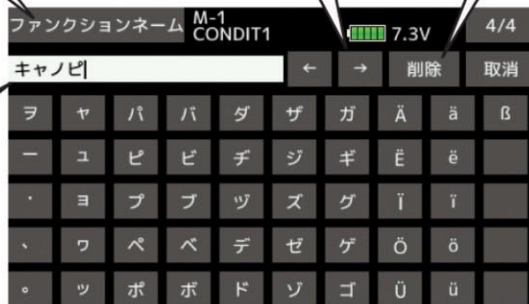 ファンクションネーム M-1 CONDIT1 7.3V 4/4
キャノピ ← → 削除 取消
ヲ ャ パ バ ダ ザ ガ Ä ä ß
ー ュ ピ ビ ヂ ジ ギ Ë ë
・ ョ プ ブ ヅ ズ グ Ï ï
、 ヮ ペ ベ デ ゼ ゲ Ö ö
。 ッ ポ ボ ド ゾ ゴ Ü ü